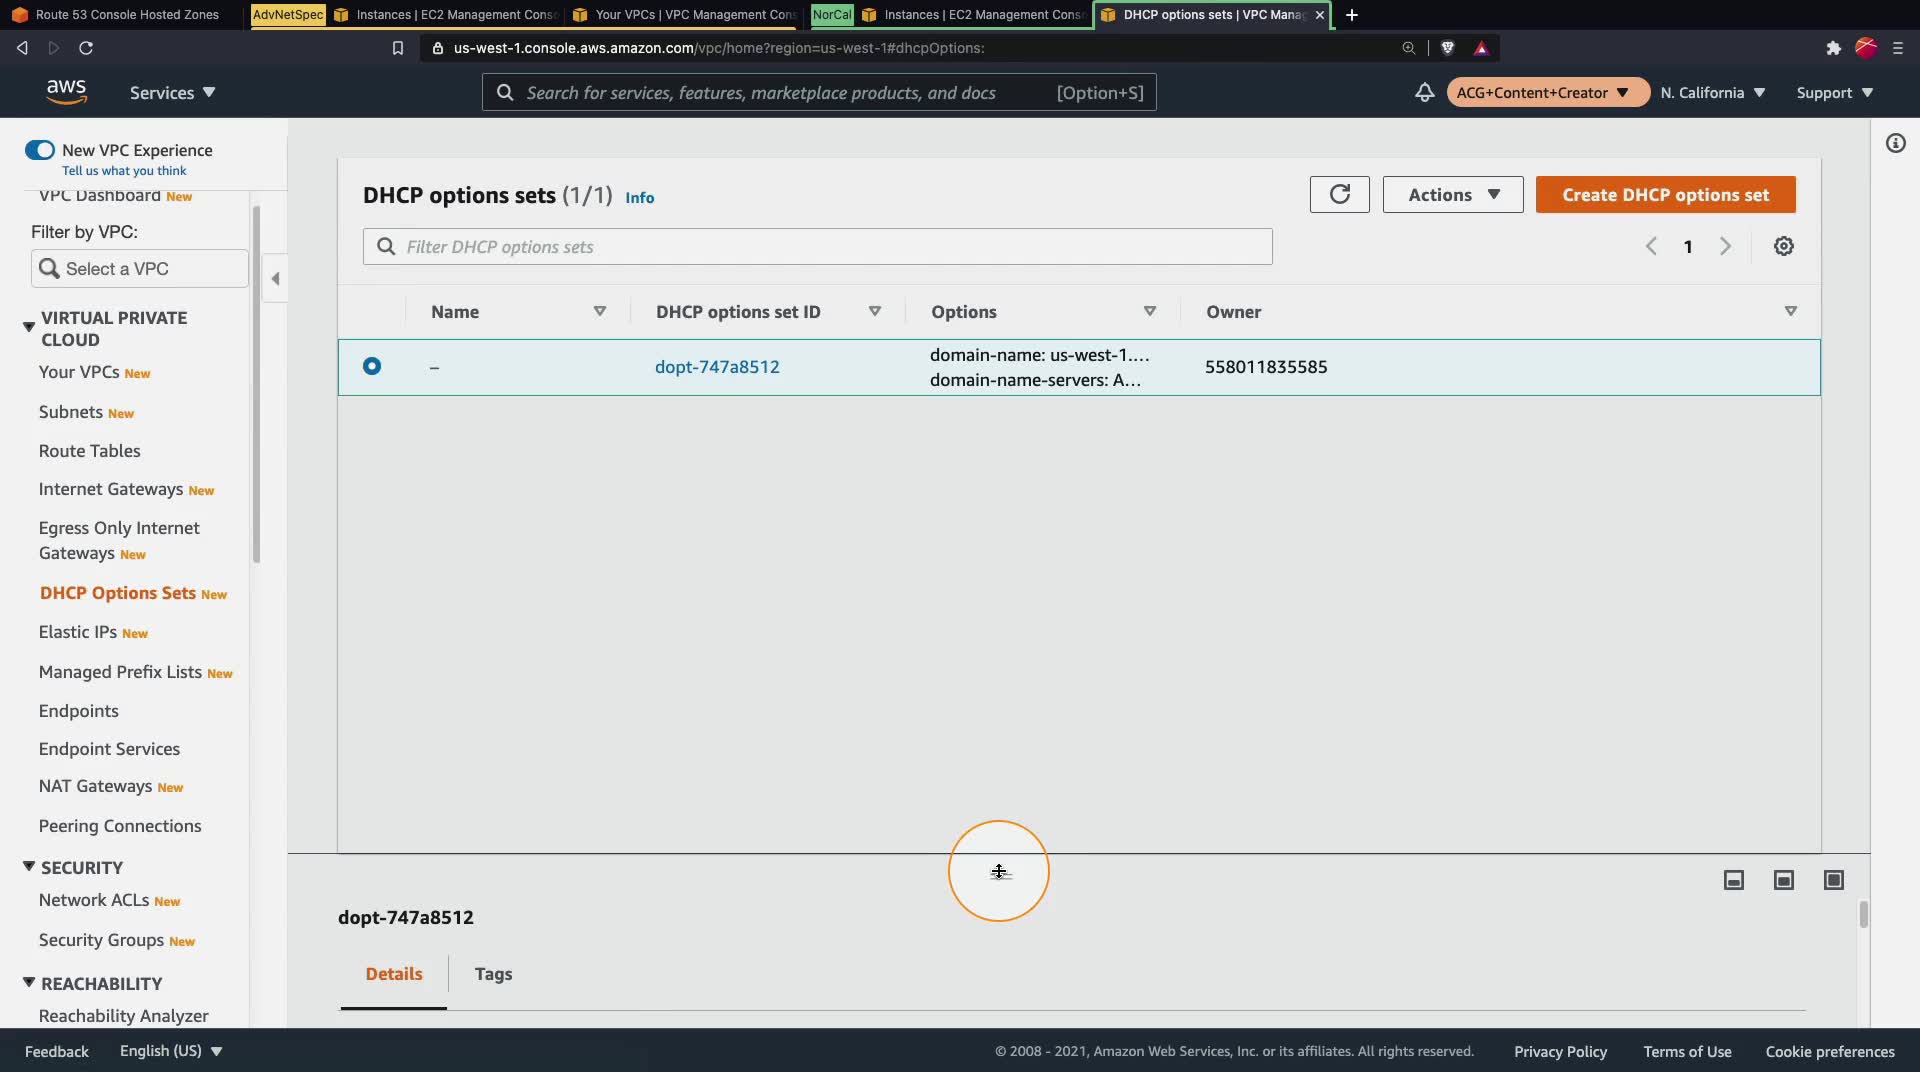 Route 53 Console Hosted Zones
AdvNetSpec
Instances | EC2 Management Conso
Your VPCs | VPC Management Cons
NorCal
Instances | EC2 Management Conso
DHCP options sets | VPC Manag
us-west-1.console.aws.amazon.com/vpc/home?region=us-west-1#dhcpOptions:
aws
Services
Search for services, features, marketplace products, and docs
[Option+S]
ACG+Content+Creator
N. California
Support
New VPC Experience
Tell us what you think
VPC Dashboard New
Filter by VPC:
Select a VPC
VIRTUAL PRIVATE
CLOUD
Your VPCs New
Subnets New
Route Tables
Internet Gateways New
Egress Only Internet
Gateways New
DHCP Options Sets New
Elastic IPs New
Managed Prefix Lists New
Endpoints
Endpoint Services
NAT Gateways New
Peering Connections
SECURITY
Network ACLs New
Security Groups New
REACHABILITY
Reachability Analyzer
DHCP options sets (1/1) Info
Actions
Create DHCP options set
Filter DHCP options sets
1
Name
DHCP options set ID
Options
Owner
–
dopt-747a8512
domain-name: us-west-1....
domain-name-servers: A...
558011835585
dopt-747a8512
Details
Tags
Feedback
English (US)
© 2008 - 2021, Amazon Web Services, Inc. or its affiliates. All rights reserved.
Privacy Policy
Terms of Use
Cookie preferences